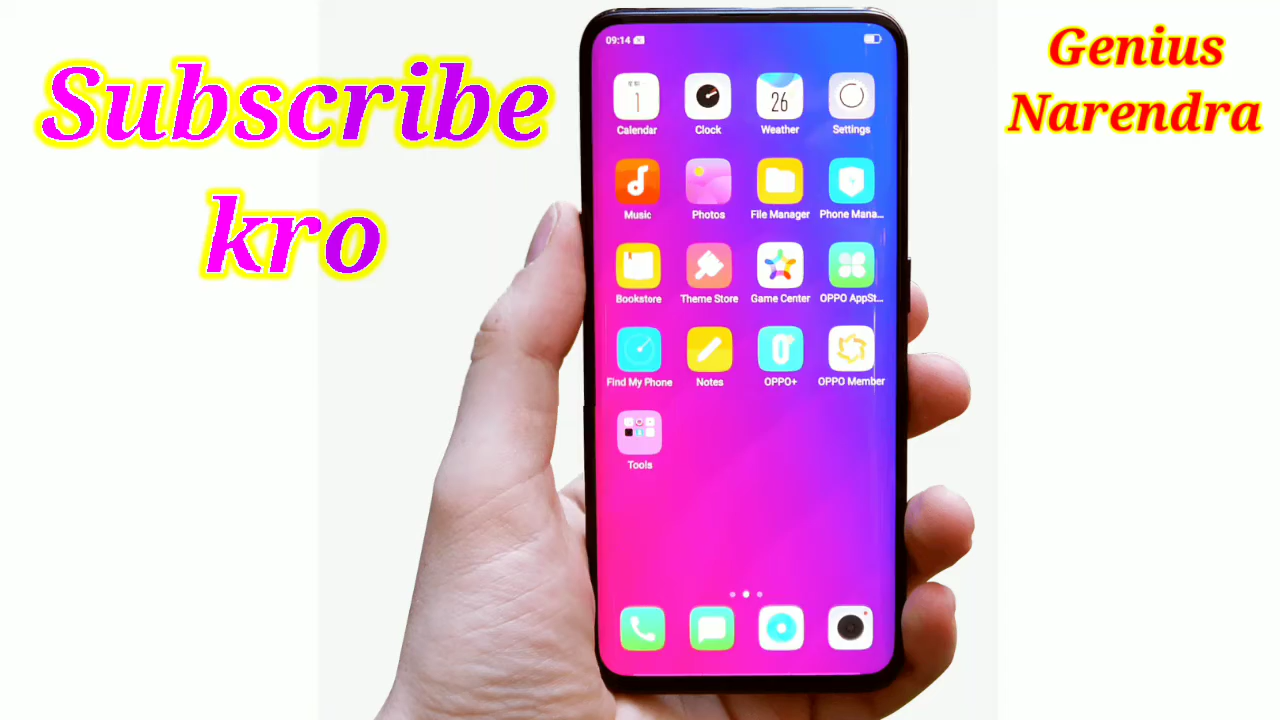 Subscribe
kro
Genius
Narendra
09:14
1
26
Calendar
Clock
Weather
Settings
Music
Photos
File Manager
Phone Mana...
Bookstore
Theme Store
Game Center
OPPO AppSt...
Find My Phone
Notes
OPPO+
OPPO Member
Tools